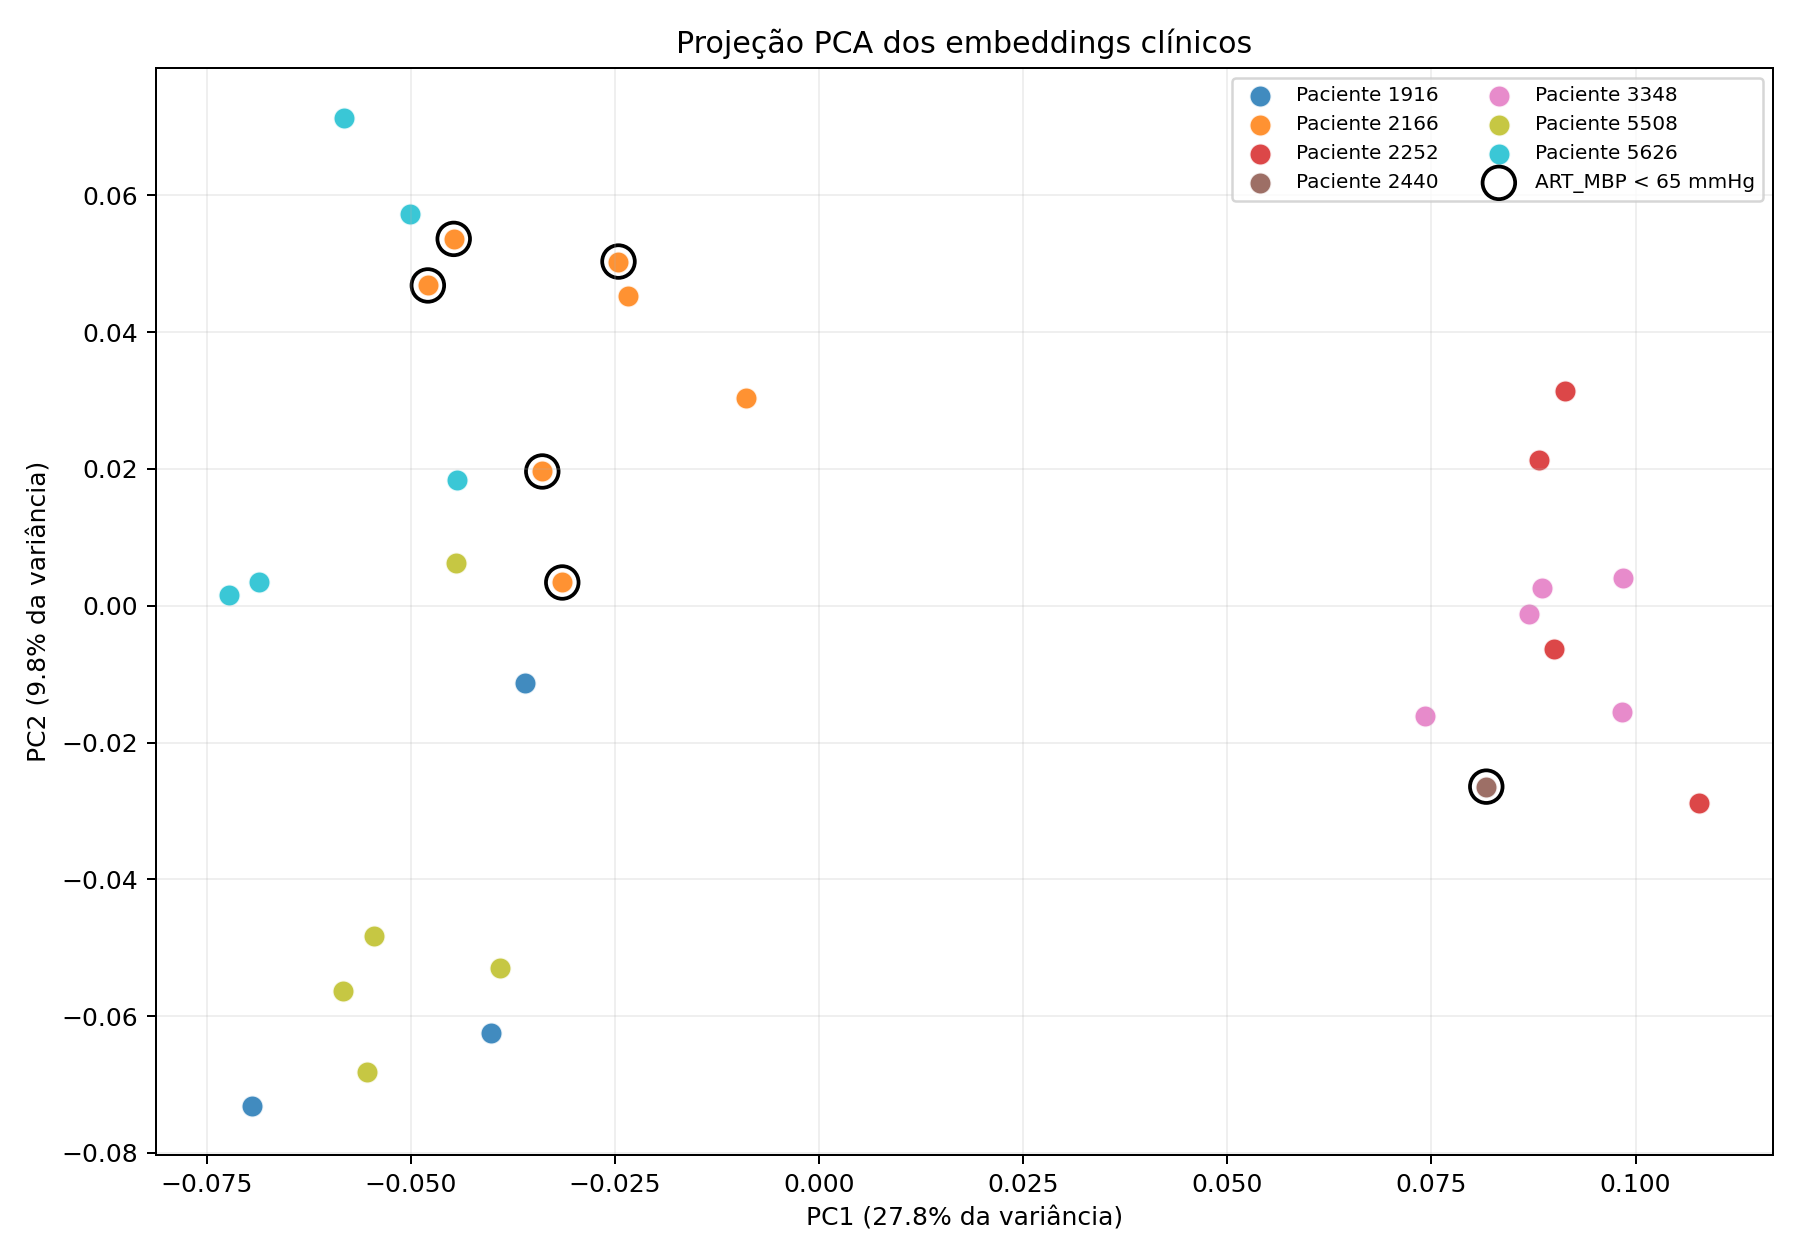 Projeção PCA dos embeddings clínicos
Paciente 1916
Paciente 2166
Paciente 2252
Paciente 2440
Paciente 3348
Paciente 5508
Paciente 5626
ART_MBP < 65 mmHg
PC2 (9.8% da variância)
0.06
0.04
0.02
0.00
−0.02
−0.04
−0.06
−0.08
−0.075
−0.050
−0.025
0.000
0.025
0.050
0.075
0.100
PC1 (27.8% da variância)